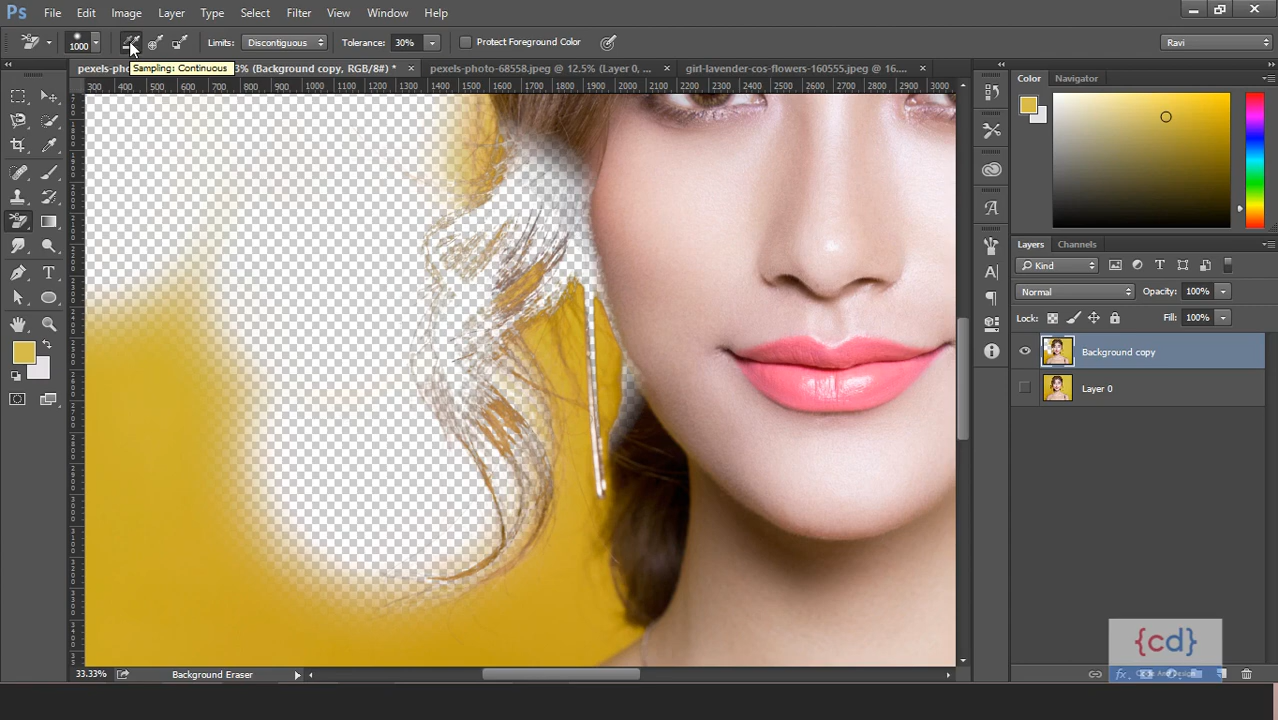 Ps File Edit Image Layer Type Select Filter View Window Help
1000 Limits: Discontiguous Tolerance: 30% Protect Foreground Color Ravi
Sampling: Continuous
pexels-pho 3% (Background copy, RGB/8#) * × pexels-photo-68558.jpeg @ 12.5% (Layer 0, ... × girl-lavender-cos-flowers-160555.jpeg @ 16.... ×
300 400 500 600 700 800 900 1000 1100 1200 1300 1400 1500 1600 1700 1800 1900 2000 2100 2200 2300 2400 2500 2600 2700 2800 2900 3000
Color Navigator
Layers Channels
Kind
Normal Opacity: 100%
Lock: Fill: 100%
Background copy
Layer 0
{cd}
33.33% Background Eraser
fx